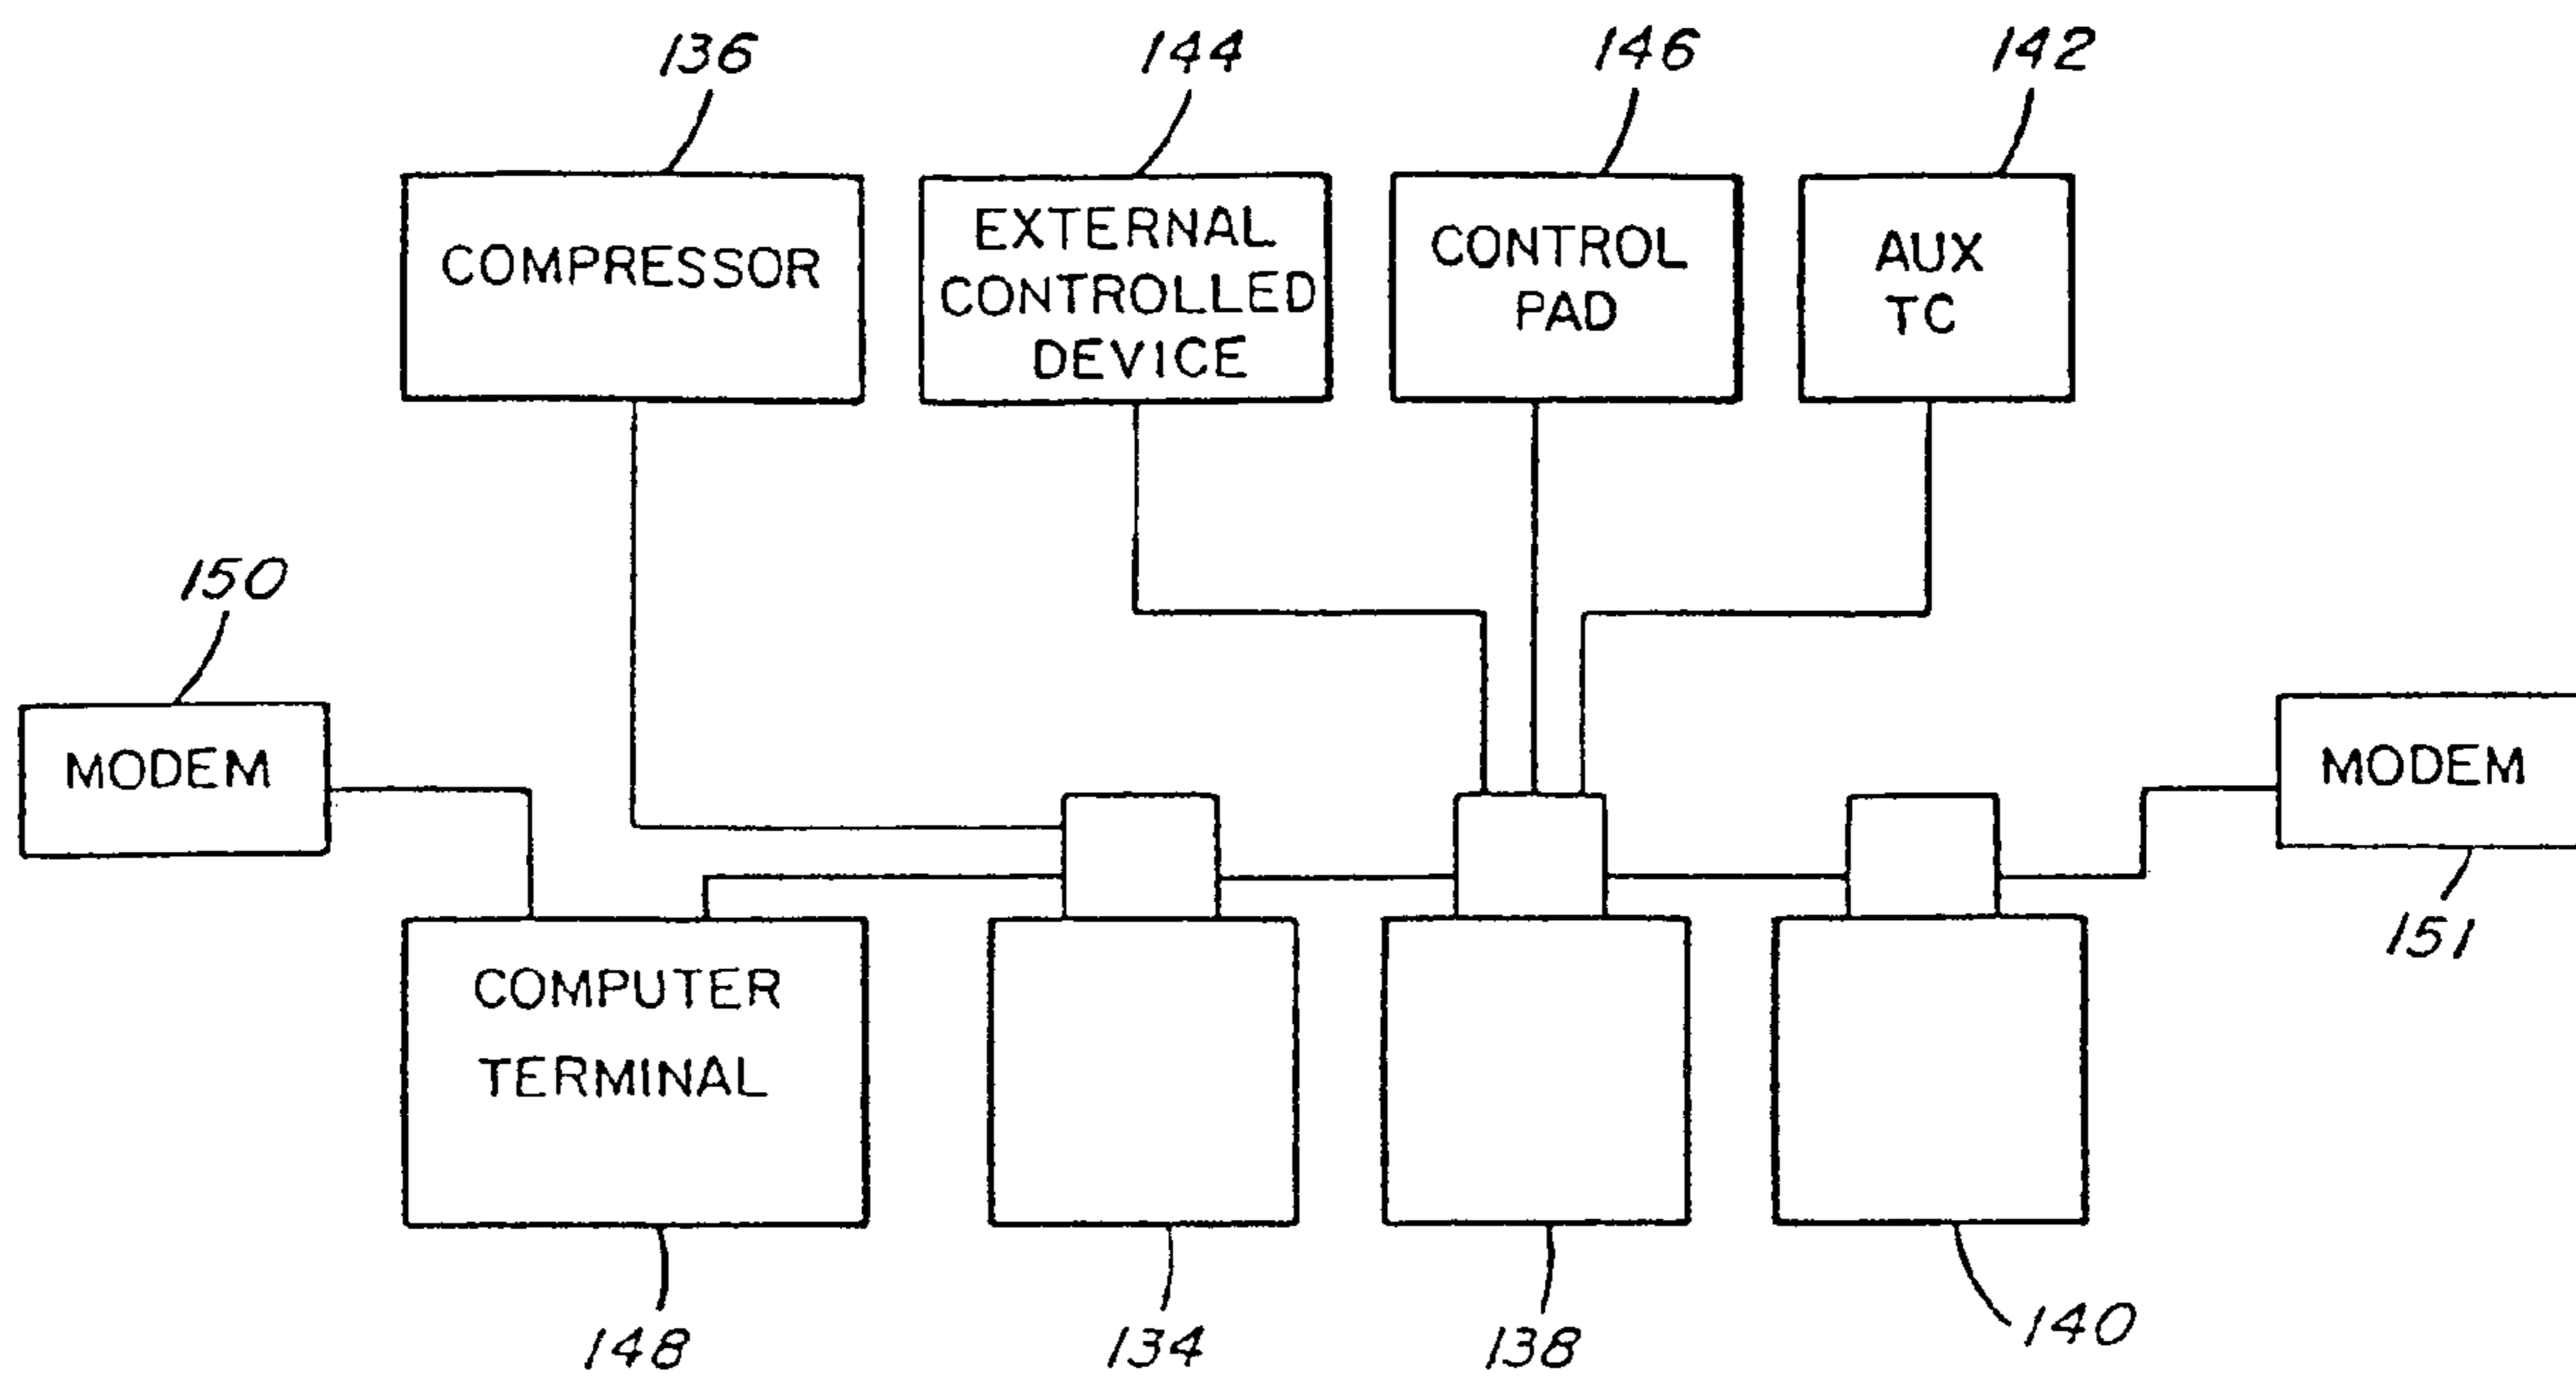 136
144
146
142
COMPRESSOR
EXTERNAL
CONTROLLED
DEVICE
CONTROL
PAD
AUX
TC
150
MODEM
MODEM
151
COMPUTER
TERMINAL
148
134
138
140